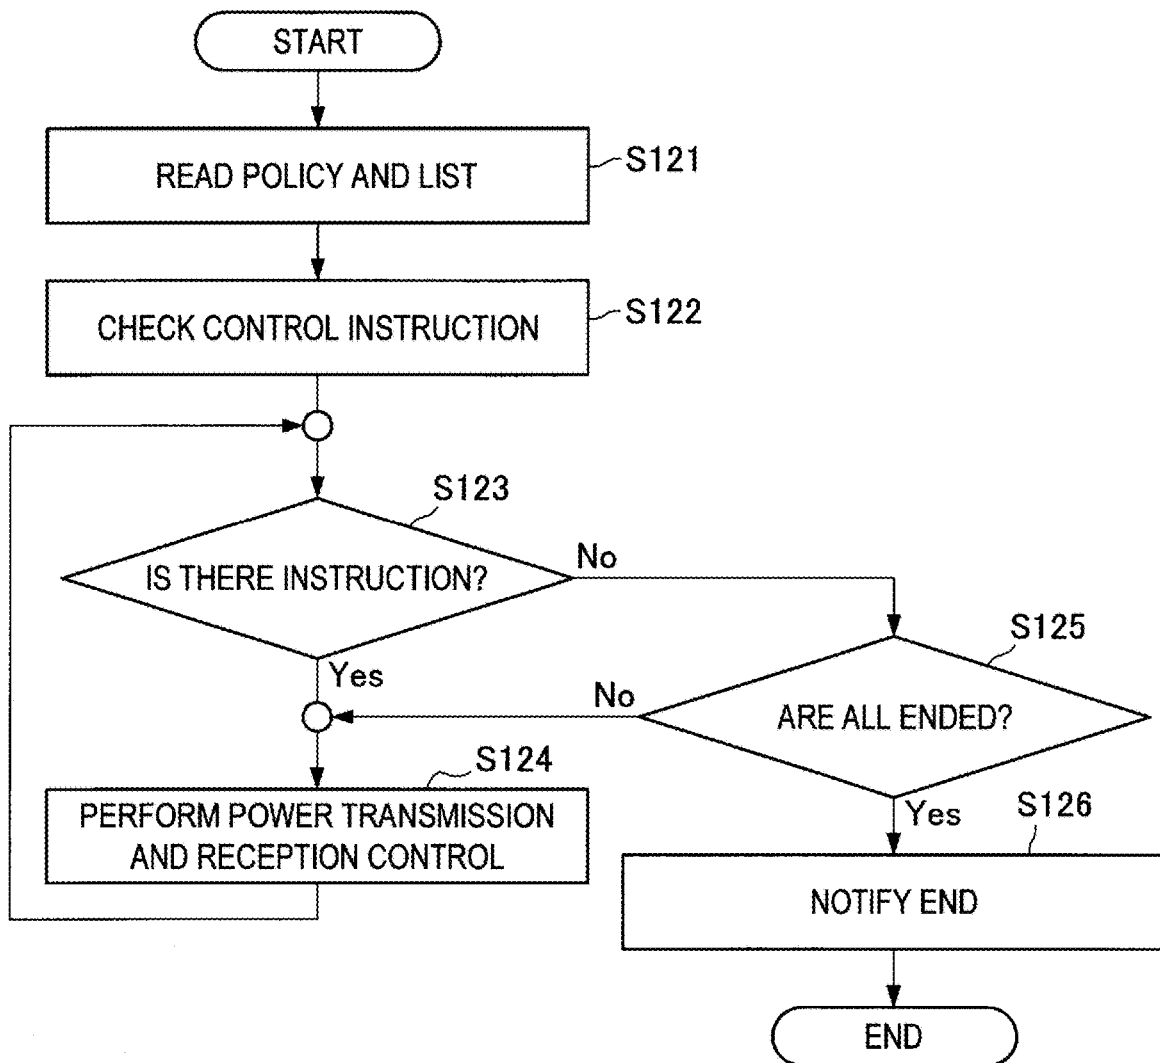 START
READ POLICY AND LIST
S121
CHECK CONTROL INSTRUCTION
S122
S123
IS THERE INSTRUCTION?
No
Yes
S125
ARE ALL ENDED?
No
Yes
S124
PERFORM POWER TRANSMISSION
AND RECEPTION CONTROL
S126
NOTIFY END
END